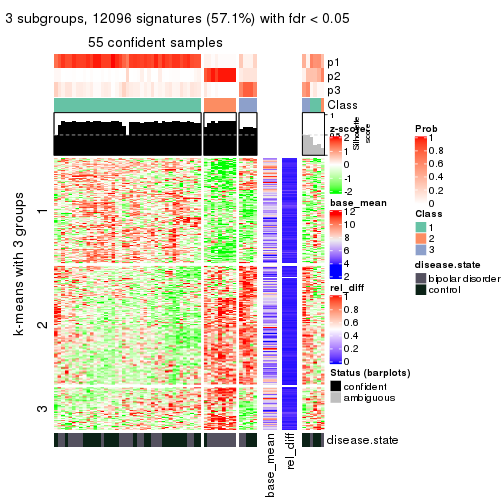 3 subgroups, 12096 signatures (57.1%) with fdr < 0.05
55 confident samples
p1
p2
p3
Class
1
0
Silhouette
score
k-means with 3 groups
1
2
3
z-score
2
1
0
-1
-2
base_mean
12
10
8
6
4
2
rel_diff
1
0.8
0.6
0.4
0.2
0
Status (barplots)
confident
ambiguous
Prob
1
0.8
0.6
0.4
0.2
0
Class
1
2
3
disease.state
bipolar disorder
control
disease.state
base_mean
rel_diff